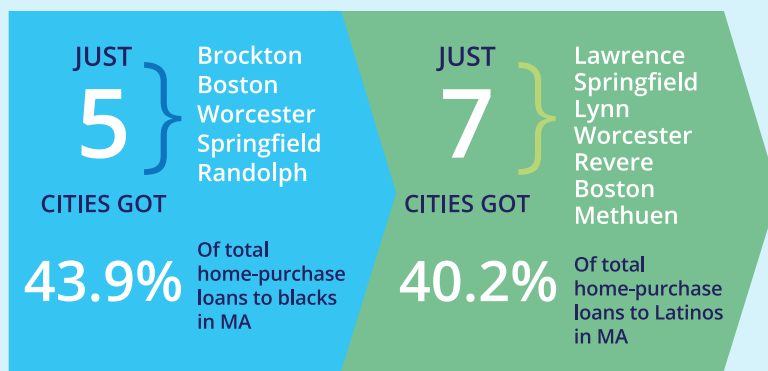 JUST
5
CITIES GOT
Brockton
Boston
Worcester
Springfield
Randolph
43.9%
Of total
home-purchase
loans to blacks
in MA
JUST
7
CITIES GOT
Lawrence
Springfield
Lynn
Worcester
Revere
Boston
Methuen
40.2%
Of total
home-purchase
loans to Latinos
in MA